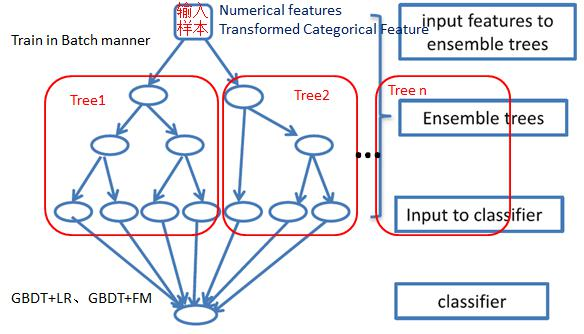 输入
样本
Numerical features
Transformed Categorical Feature
Train in Batch manner
input features to
ensemble trees
Tree1
Tree2
Tree n
Ensemble trees
...
Input to classifier
GBDT+LR、GBDT+FM
classifier